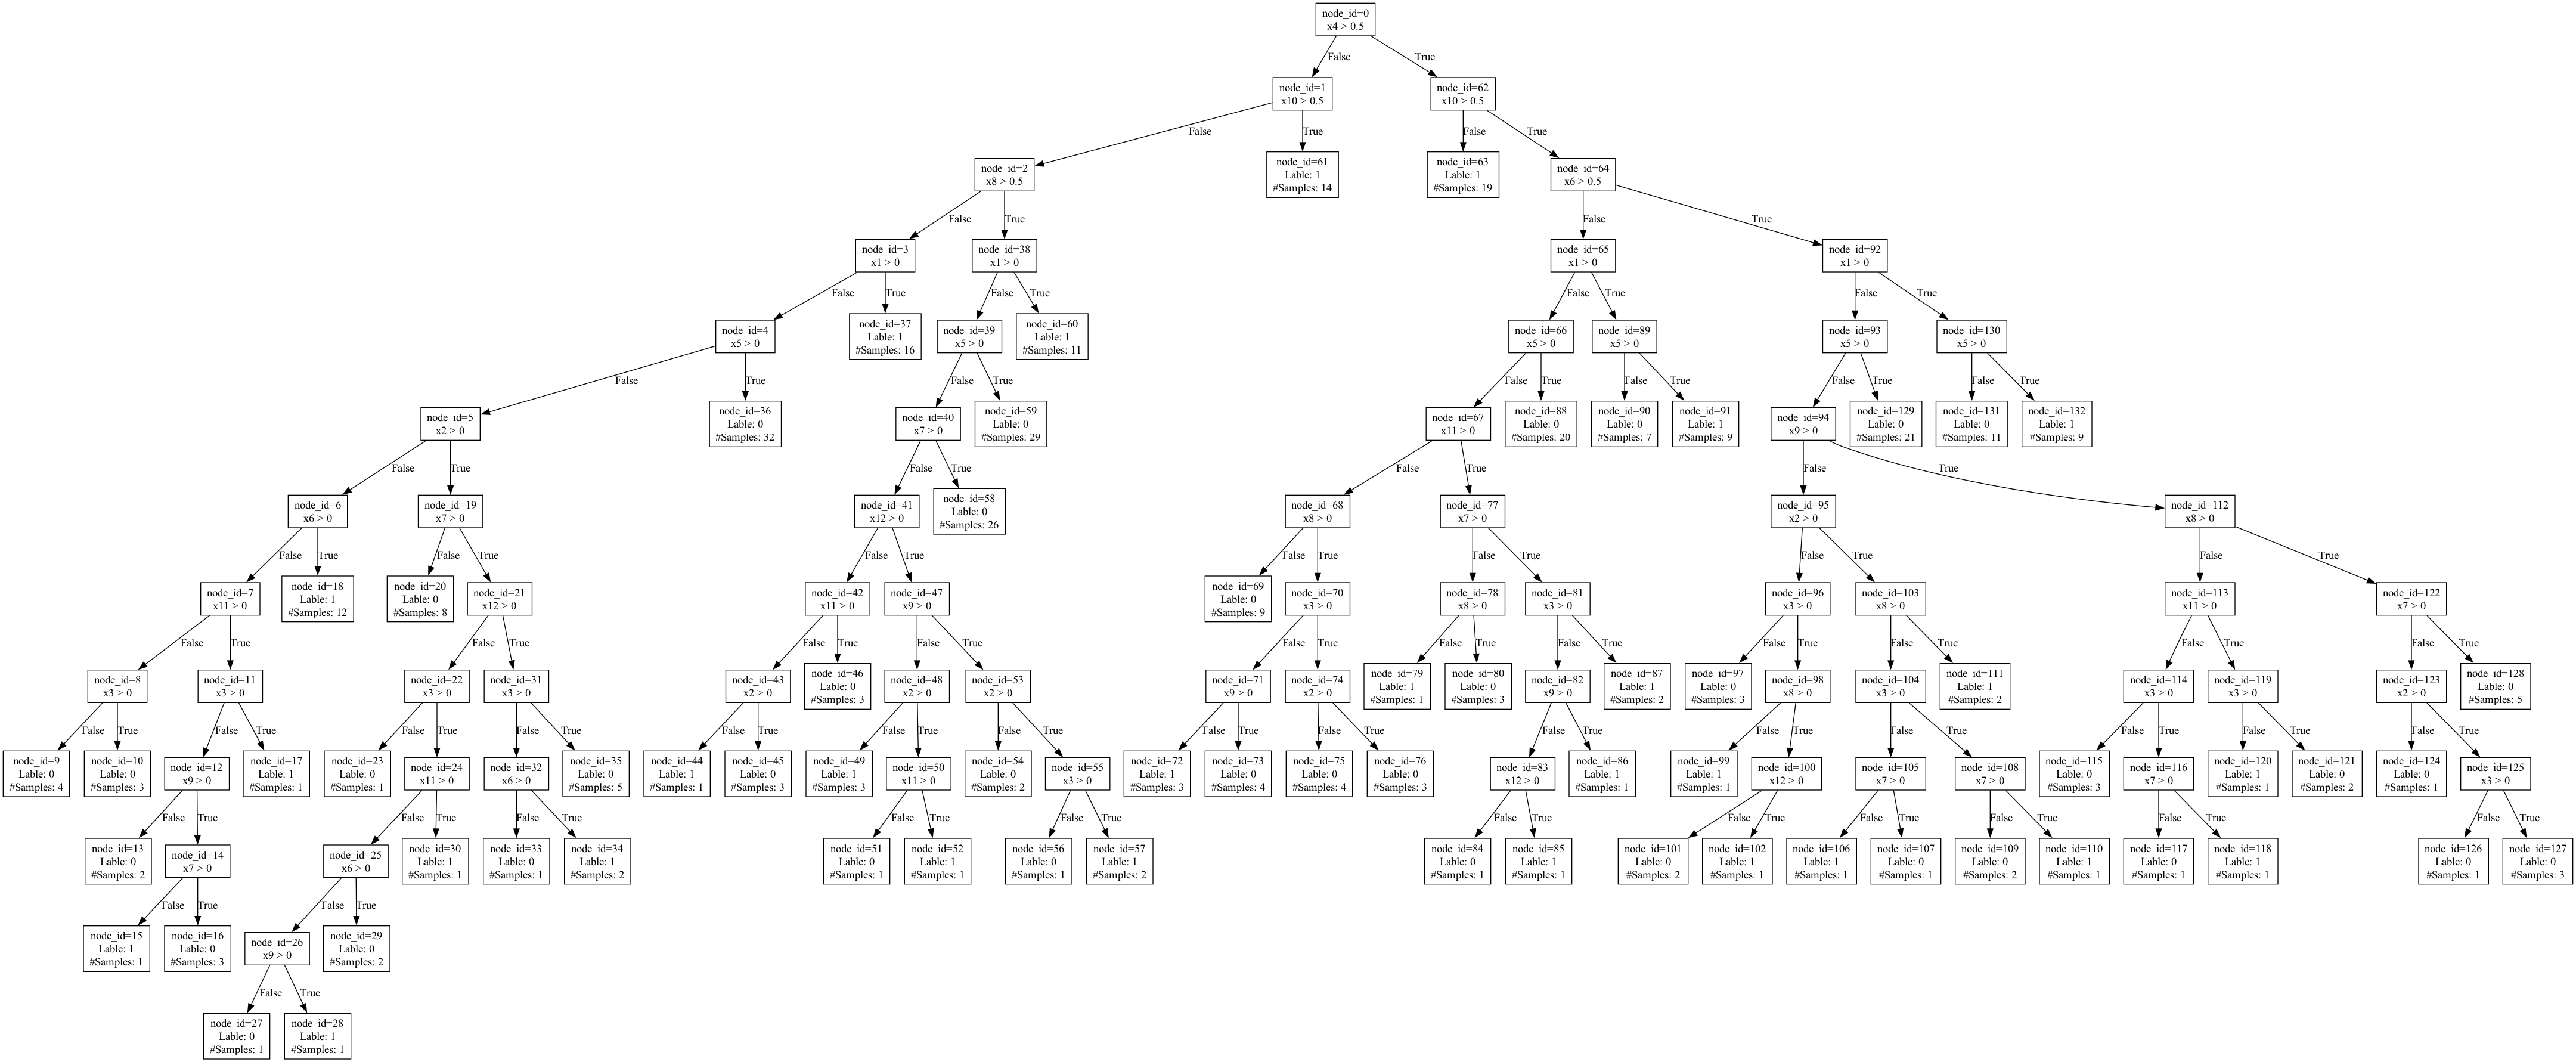 node_id=0
x4 > 0.5
False
True
node_id=1
x10 > 0.5
node_id=62
x10 > 0.5
False
True
False
True
node_id=2
x8 > 0.5
node_id=61
Lable: 1
#Samples: 14
node_id=63
Lable: 1
#Samples: 19
node_id=64
x6 > 0.5
False
True
False
True
node_id=3
x1 > 0
node_id=38
x1 > 0
node_id=65
x1 > 0
node_id=92
x1 > 0
False
True
False
True
False
True
False
True
node_id=4
x5 > 0
node_id=37
Lable: 1
#Samples: 16
node_id=39
x5 > 0
node_id=60
Lable: 1
#Samples: 11
node_id=66
x5 > 0
node_id=89
x5 > 0
node_id=93
x5 > 0
node_id=130
x5 > 0
False
True
False
True
False
True
False
True
False
True
False
True
node_id=5
x2 > 0
node_id=36
Lable: 0
#Samples: 32
node_id=40
x7 > 0
node_id=59
Lable: 0
#Samples: 29
node_id=67
x11 > 0
node_id=88
Lable: 0
#Samples: 20
node_id=90
Lable: 0
#Samples: 7
node_id=91
Lable: 1
#Samples: 9
node_id=94
x9 > 0
node_id=129
Lable: 0
#Samples: 21
node_id=131
Lable: 0
#Samples: 11
node_id=132
Lable: 1
#Samples: 9
False
True
False
True
False
True
False
True
node_id=6
x6 > 0
node_id=19
x7 > 0
node_id=41
x12 > 0
node_id=58
Lable: 0
#Samples: 26
node_id=68
x8 > 0
node_id=77
x7 > 0
node_id=95
x2 > 0
node_id=112
x8 > 0
False
True
False
True
False
True
False
True
False
True
False
True
False
True
node_id=7
x11 > 0
node_id=18
Lable: 1
#Samples: 12
node_id=20
Lable: 0
#Samples: 8
node_id=21
x12 > 0
node_id=42
x11 > 0
node_id=47
x9 > 0
node_id=69
Lable: 0
#Samples: 9
node_id=70
x3 > 0
node_id=78
x8 > 0
node_id=81
x3 > 0
node_id=96
x3 > 0
node_id=103
x8 > 0
node_id=113
x11 > 0
node_id=122
x7 > 0
False
True
False
True
False
True
False
True
False
True
False
True
False
True
False
True
False
True
False
True
False
True
node_id=8
x3 > 0
node_id=11
x3 > 0
node_id=22
x3 > 0
node_id=31
x3 > 0
node_id=43
x2 > 0
node_id=46
Lable: 0
#Samples: 3
node_id=48
x2 > 0
node_id=53
x2 > 0
node_id=71
x9 > 0
node_id=74
x2 > 0
node_id=79
Lable: 1
#Samples: 1
node_id=80
Lable: 0
#Samples: 3
node_id=82
x9 > 0
node_id=87
Lable: 1
#Samples: 2
node_id=97
Lable: 0
#Samples: 3
node_id=98
x8 > 0
node_id=104
x3 > 0
node_id=111
Lable: 1
#Samples: 2
node_id=114
x3 > 0
node_id=119
x3 > 0
node_id=123
x2 > 0
node_id=128
Lable: 0
#Samples: 5
False
True
False
True
False
True
False
True
False
True
False
True
False
True
False
True
False
True
False
True
False
True
False
True
False
True
False
True
False
True
node_id=9
Lable: 0
#Samples: 4
node_id=10
Lable: 0
#Samples: 3
node_id=12
x9 > 0
node_id=17
Lable: 1
#Samples: 1
node_id=23
Lable: 0
#Samples: 1
node_id=24
x11 > 0
node_id=32
x6 > 0
node_id=35
Lable: 0
#Samples: 5
node_id=44
Lable: 1
#Samples: 1
node_id=45
Lable: 0
#Samples: 3
node_id=49
Lable: 1
#Samples: 3
node_id=50
x11 > 0
node_id=54
Lable: 0
#Samples: 2
node_id=55
x3 > 0
node_id=72
Lable: 1
#Samples: 3
node_id=73
Lable: 0
#Samples: 4
node_id=75
Lable: 0
#Samples: 4
node_id=76
Lable: 0
#Samples: 3
node_id=83
x12 > 0
node_id=86
Lable: 1
#Samples: 1
node_id=99
Lable: 1
#Samples: 1
node_id=100
x12 > 0
node_id=105
x7 > 0
node_id=108
x7 > 0
node_id=115
Lable: 0
#Samples: 3
node_id=116
x7 > 0
node_id=120
Lable: 1
#Samples: 1
node_id=121
Lable: 0
#Samples: 2
node_id=124
Lable: 0
#Samples: 1
node_id=125
x3 > 0
False
True
False
True
False
True
False
True
False
True
False
True
False
True
False
True
False
True
False
True
False
True
node_id=13
Lable: 0
#Samples: 2
node_id=14
x7 > 0
node_id=25
x6 > 0
node_id=30
Lable: 1
#Samples: 1
node_id=33
Lable: 0
#Samples: 1
node_id=34
Lable: 1
#Samples: 2
node_id=51
Lable: 0
#Samples: 1
node_id=52
Lable: 1
#Samples: 1
node_id=56
Lable: 0
#Samples: 1
node_id=57
Lable: 1
#Samples: 2
node_id=84
Lable: 0
#Samples: 1
node_id=85
Lable: 1
#Samples: 1
node_id=101
Lable: 0
#Samples: 2
node_id=102
Lable: 1
#Samples: 1
node_id=106
Lable: 1
#Samples: 1
node_id=107
Lable: 0
#Samples: 1
node_id=109
Lable: 0
#Samples: 2
node_id=110
Lable: 1
#Samples: 1
node_id=117
Lable: 0
#Samples: 1
node_id=118
Lable: 1
#Samples: 1
node_id=126
Lable: 0
#Samples: 1
node_id=127
Lable: 0
#Samples: 3
False
True
False
True
node_id=15
Lable: 1
#Samples: 1
node_id=16
Lable: 0
#Samples: 3
node_id=26
x9 > 0
node_id=29
Lable: 0
#Samples: 2
False
True
node_id=27
Lable: 0
#Samples: 1
node_id=28
Lable: 1
#Samples: 1